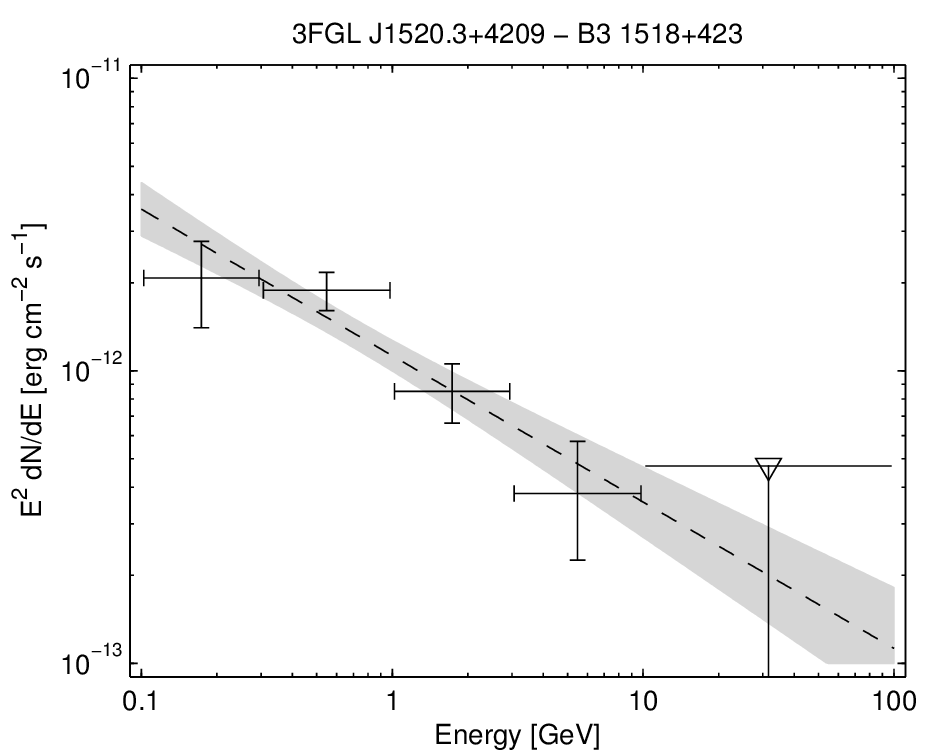 3FGL J1520.3+4209 − B3 1518+423
10⁻¹¹
10⁻¹²
10⁻¹³
E² dN/dE [erg cm⁻² s⁻¹]
0.1 1 10 100
Energy [GeV]